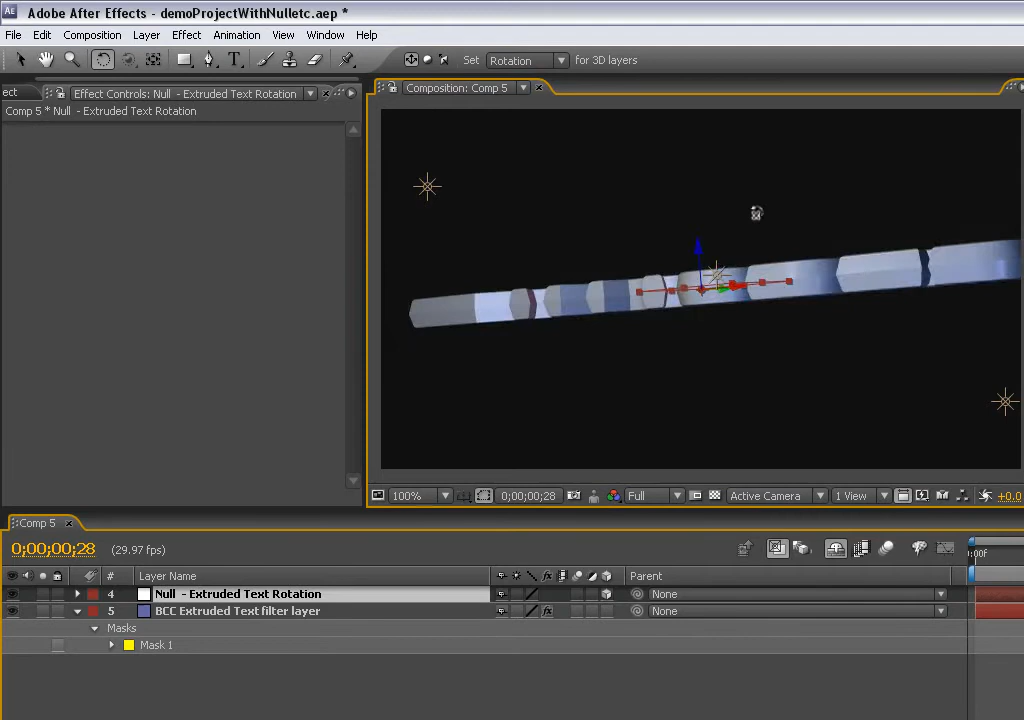 Adobe After Effects - demoProjectWithNulletc.aep *
File Edit Composition Layer Effect Animation View Window Help
Set Rotation for 3D layers
ect Effect Controls: Null - Extruded Text Rotation Composition: Comp 5
Comp 5 * Null - Extruded Text Rotation
100% 0;00;00;28 Full Active Camera 1 View +0.0
Comp 5
0;00;00;28 (29.97 fps)
:00f
# Layer Name Parent
4 Null - Extruded Text Rotation None
5 BCC Extruded Text filter layer None
Masks
Mask 1